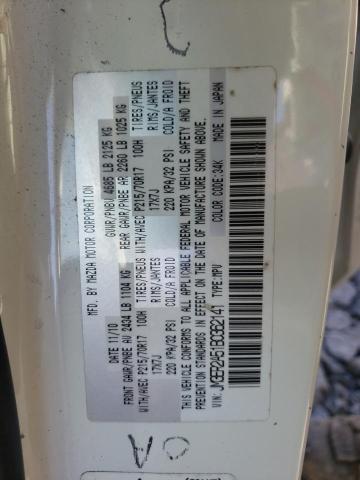 MFD. BY MAZDA MOTOR CORPORATION
DATE 11/10 GVWR/PNBV 4685 LB 2125 KG
FRONT GAWR/PNBE AV 2434 LB 1104 KG REAR GAWR/PNBE AR 2260 LB 1025 KG
WITH/AVEC P215/70R17 100H TIRES/PNEUS WITH/AVEC P215/70R17 100H TIRES/PNEUS
17X7J RIMS/JANTES 17X7J RIMS/JANTES
220 KPA/32 PSI COLD/A FROID 220 KPA/32 PSI COLD/A FROID
THIS VEHICLE CONFORMS TO ALL APPLICABLE FEDERAL MOTOR VEHICLE SAFETY AND THEFT
PREVENTION STANDARDS IN EFFECT ON THE DATE OF MANUFACTURE SHOWN ABOVE.
VIN: TYPE:MPV COLOR CODE:34K MADE IN JAPAN